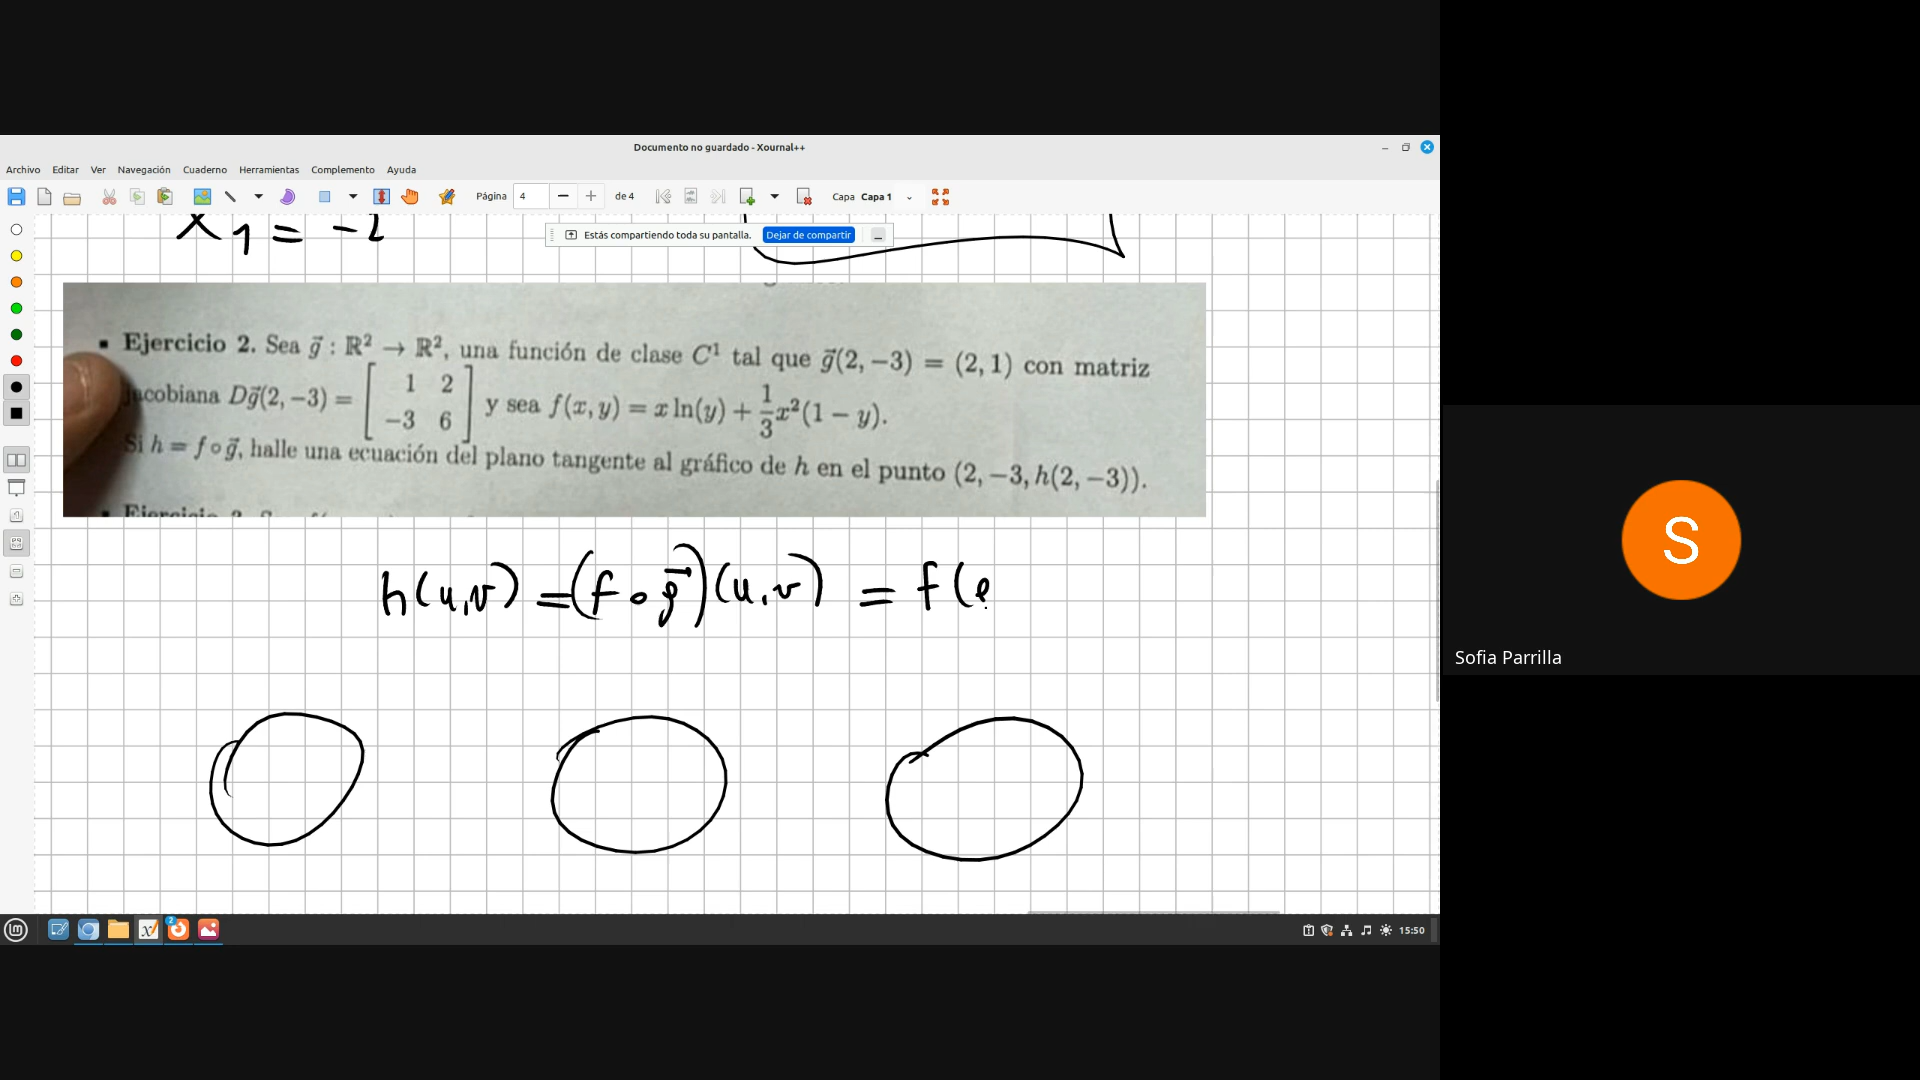 Documento no guardado - Xournal++
Archivo Editar Ver Navegación Cuaderno Herramientas Complemento Ayuda
Página 4 de 4 Capa Capa 1
x₁ = -2
Estás compartiendo toda su pantalla. Dejar de compartir
▪ Ejercicio 2. Sea g⃗ : ℝ² → ℝ², una función de clase C¹ tal que g⃗(2, −3) = (2, 1) con matriz
jacobiana Dg⃗(2, −3) = [1 2; −3 6] y sea f(x, y) = x ln(y) + 1/3 x²(1 − y).
Si h = f ∘ g⃗, halle una ecuación del plano tangente al gráfico de h en el punto (2, −3, h(2, −3)).
h(u,v) = (f ∘ g⃗)(u,v) = f(
S
Sofia Parrilla
2
15:50